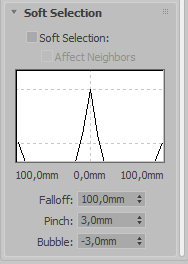 Soft Selection
Soft Selection:
Affect Neighbors
100,0mm 0,0mm 100,0mm
Falloff: 100,0mm
Pinch: 3,0mm
Bubble: -3,0mm